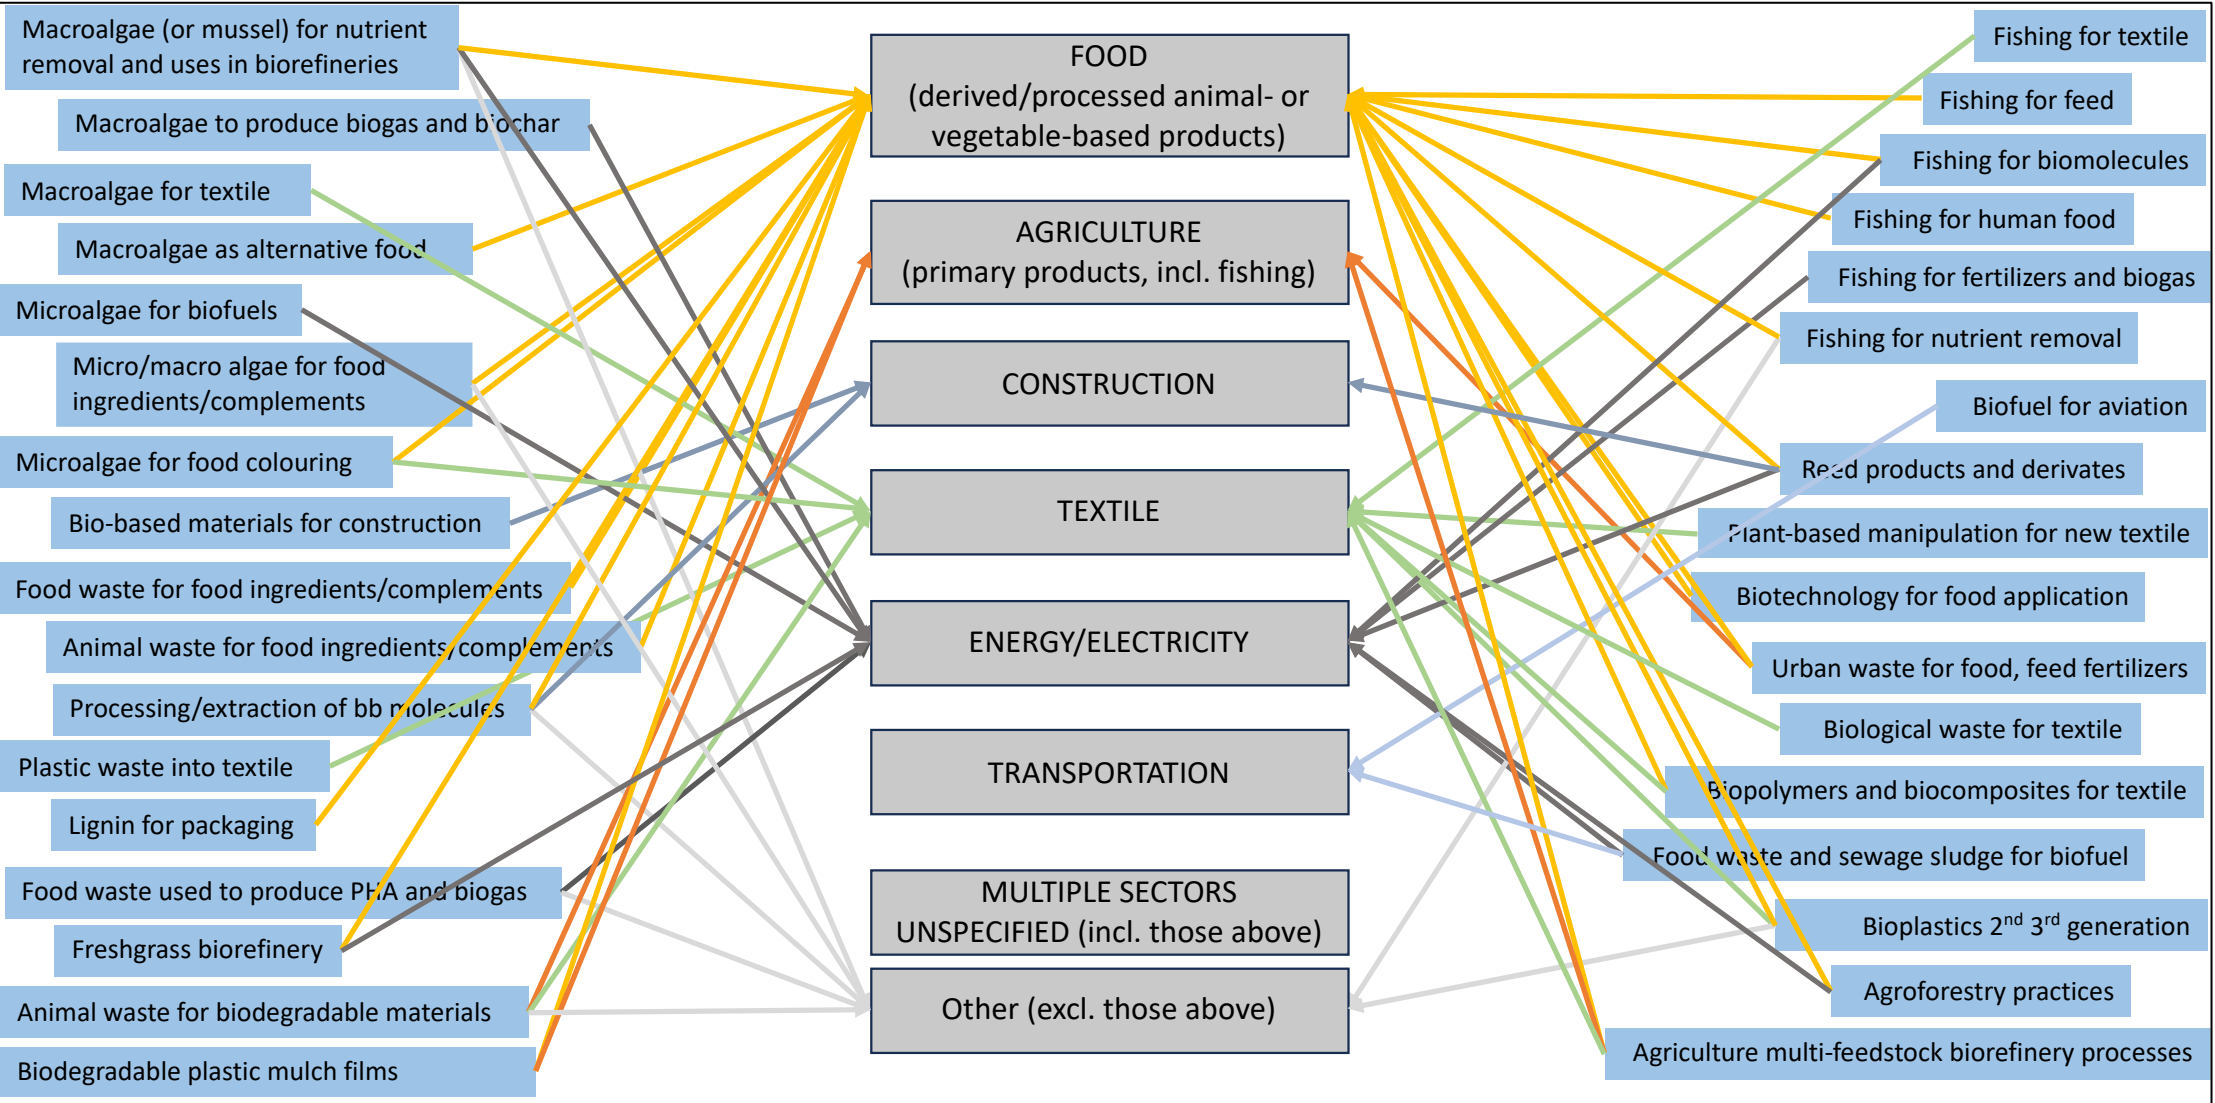 Macroalgae (or mussel) for nutrient
removal and uses in biorefineries
Macroalgae to produce biogas and biochar
Macroalgae for textile
Macroalgae as alternative food
Microalgae for biofuels
Micro/macro algae for food
ingredients/complements
Microalgae for food colouring
Bio-based materials for construction
Food waste for food ingredients/complements
Animal waste for food ingredients/complements
Processing/extraction of bb molecules
Plastic waste into textile
Lignin for packaging
Food waste used to produce PHA and biogas
Freshgrass biorefinery
Animal waste for biodegradable materials
Biodegradable plastic mulch films
FOOD
(derived/processed animal- or
vegetable-based products)
AGRICULTURE
(primary products, incl. fishing)
CONSTRUCTION
TEXTILE
ENERGY/ELECTRICITY
TRANSPORTATION
MULTIPLE SECTORS
UNSPECIFIED (incl. those above)
Other (excl. those above)
Fishing for textile
Fishing for feed
Fishing for biomolecules
Fishing for human food
Fishing for fertilizers and biogas
Fishing for nutrient removal
Biofuel for aviation
Reed products and derivates
Plant-based manipulation for new textile
Biotechnology for food application
Urban waste for food, feed fertilizers
Biological waste for textile
Biopolymers and biocomposites for textile
Food waste and sewage sludge for biofuel
Bioplastics 2nd 3rd generation
Agroforestry practices
Agriculture multi-feedstock biorefinery processes